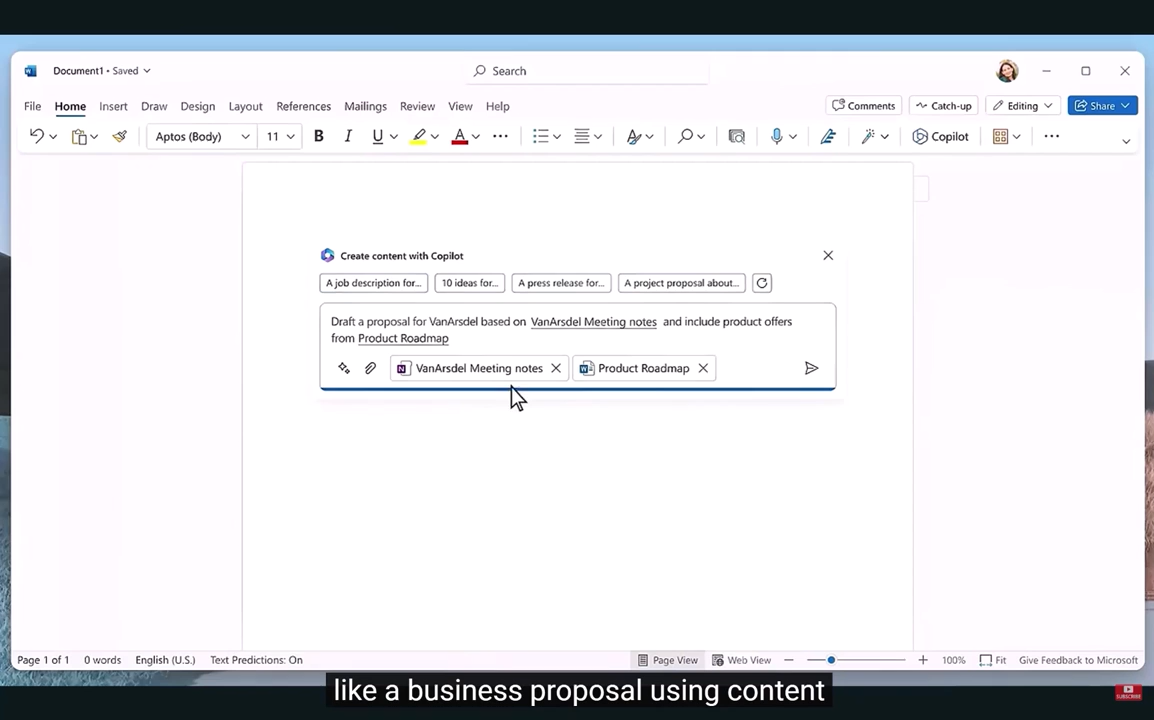 Document1 • Saved
Search
File Home Insert Draw Design Layout References Mailings Review View Help
Comments Catch-up Editing Share
Aptos (Body) 11 B I U A Copilot
Create content with Copilot
A job description for... 10 ideas for... A press release for... A project proposal about...
Draft a proposal for VanArsdel based on VanArsdel Meeting notes and include product offers
from Product Roadmap
VanArsdel Meeting notes Product Roadmap
Page 1 of 1 0 words English (U.S.) Text Predictions: On Page View Web View 100% Fit Give Feedback to Microsoft
like a business proposal using content
SUBSCRIBE